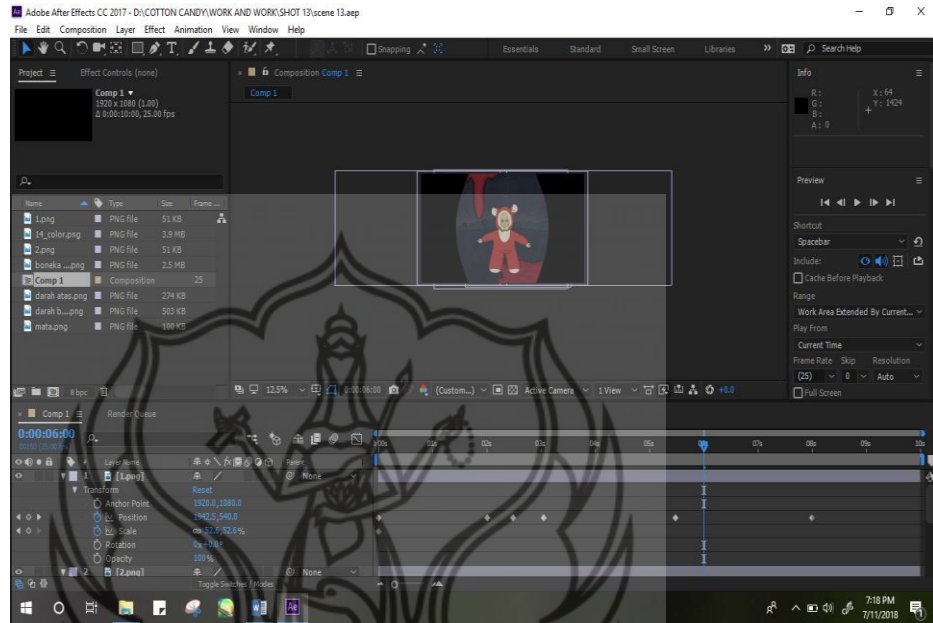 Adobe After Effects CC 2017 - D:\COTTON CANDY\WORK AND WORK\SHOT 13\scene 13.aep
File Edit Composition Layer Effect Animation View Window Help
Snapping Essentials Standard Small Screen Libraries Search Help
Project Effect Controls (none) Composition Comp 1 Info
Comp 1
Comp 1
1920 x 1080 (1.00)
Δ 0:00:10:00, 25.00 fps
R: X: 64
G: Y: 1424
B:
A: 0
Preview
Name Type Size Frame ...
1.png PNG file 51 KB
14_color.png PNG file 3.9 MB
2.png PNG file 51 KB
boneka ....png PNG file 2.5 MB
Comp 1 Composition 25
darah atas.png PNG file 274 KB
darah b....png PNG file 503 KB
mata.png PNG file 100 KB
Shortcut
Spacebar
Include:
Cache Before Playback
Range
Work Area Extended By Current...
Play From
Current Time
Frame Rate Skip Resolution
(25) 0 Auto
Full Screen
8 bpc 12.5% 0:00:06:00 (Custom...) Active Camera 1 View +0.0
Comp 1 Render Queue
0:00:06:00
01s 02s 03s 04s 05s 07s 08s 09s 10s
# Layer Name Parent
1 [1.png] None
Transform Reset
Anchor Point 1920.0,1080.0
Position 1342.5,540.0
Scale 52.6,52.6%
Rotation 0x+0.0°
Opacity 100%
2 [2.png] None
Toggle Switches / Modes
7:18 PM
7/11/2018